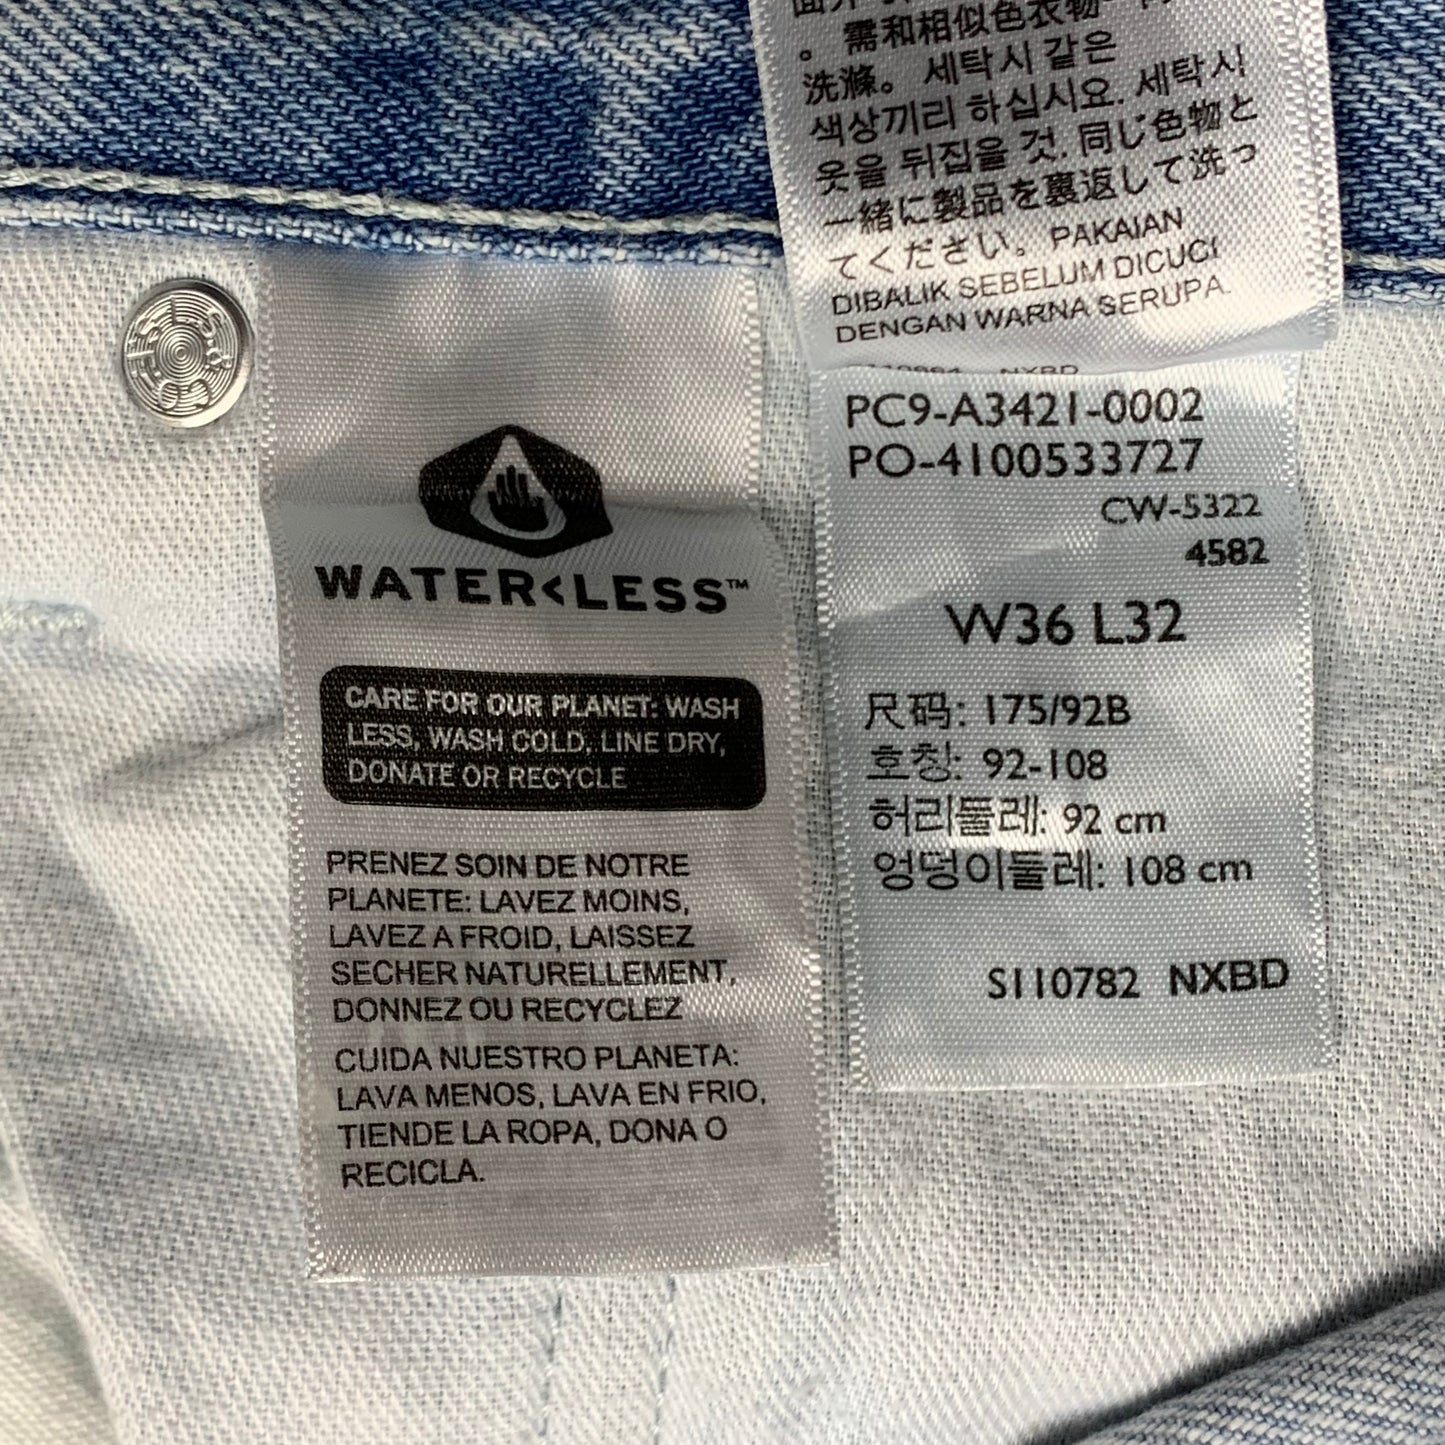 。需和相似色衣物一同
洗滌。 세탁시 같은
색상끼리 하십시요. 세탁시
옷을 뒤집을 것. 同じ色物と
一緒に製品を裏返して洗っ
てください。 PAKAIAN
DIBALIK SEBELUM DICUCI
DENGAN WARNA SERUPA.
NXBD
PC9-A3421-0002
PO-4100533727
CW-5322
4582
W36 L32
尺码: 175/92B
호칭: 92-108
허리둘레: 92 cm
엉덩이둘레: 108 cm
S110782 NXBD
WATER<LESS™
CARE FOR OUR PLANET: WASH
LESS, WASH COLD, LINE DRY,
DONATE OR RECYCLE
PRENEZ SOIN DE NOTRE
PLANETE: LAVEZ MOINS,
LAVEZ A FROID, LAISSEZ
SECHER NATURELLEMENT,
DONNEZ OU RECYCLEZ
CUIDA NUESTRO PLANETA:
LAVA MENOS, LAVA EN FRIO,
TIENDE LA ROPA, DONA O
RECICLA.